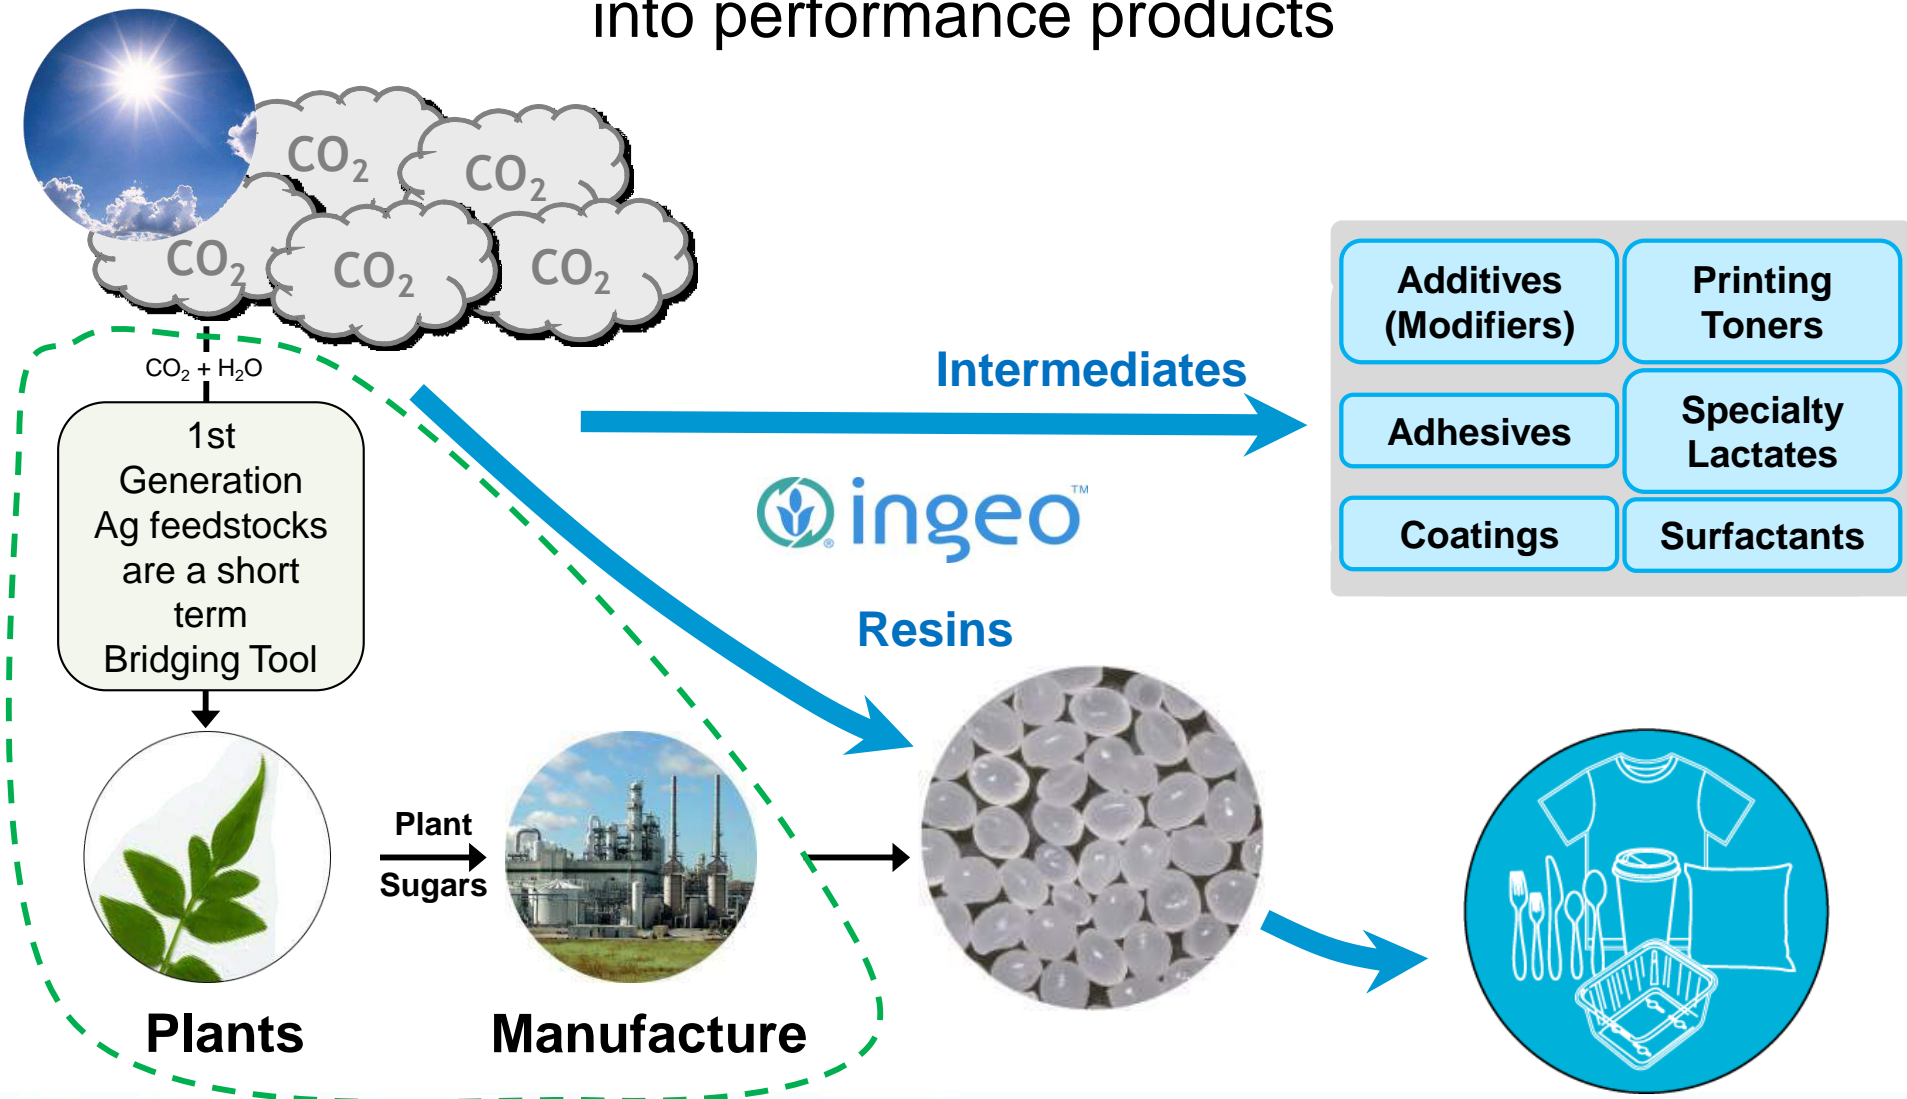 into performance products
CO₂
CO₂
CO₂
CO₂
CO₂
CO₂ + H₂O
1st
Generation
Ag feedstocks
are a short
term
Bridging Tool
Intermediates
ingeo™
®
Resins
Additives
(Modifiers)
Printing
Toners
Adhesives
Specialty
Lactates
Coatings
Surfactants
Plant
Sugars
Plants
Manufacture